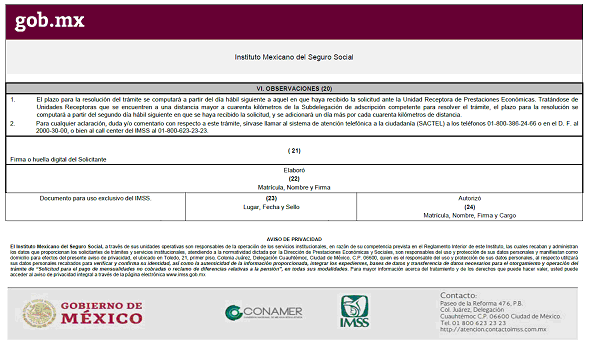 gob.mx
Instituto Mexicano del Seguro Social
VI. OBSERVACIONES (20)
1. El plazo para la resolución del trámite se computará a partir del día hábil siguiente a aquel en que haya recibido la solicitud ante la Unidad Receptora de Prestaciones Económicas. Tratándose de
Unidades Receptoras que se encuentren a una distancia mayor a cuarenta kilómetros de la Subdelegación de adscripción competente para resolver el trámite, el plazo para la resolución se
computará a partir del segundo día hábil siguiente en que se haya recibido la solicitud, y se adicionará un día más por cada cuarenta kilómetros de distancia.
2. Para cualquier aclaración, duda y/o comentario con respecto a este trámite, sírvase llamar al sistema de atención telefónica a la ciudadanía (SACTEL) a los teléfonos 01-800-386-24-66 o en el D. F. al
2000-30-00, o bien al call center del IMSS al 01-800-623-23-23.
( 21)
Firma o huella digital del Solicitante
Elaboró
(22)
Matrícula, Nombre y Firma
Documento para uso exclusivo del IMSS.
(23)
Lugar, Fecha y Sello
Autorizó
(24)
Matrícula, Nombre, Firma y Cargo
AVISO DE PRIVACIDAD
El Instituto Mexicano del Seguro Social, a través de sus unidades operativas son responsables de la operación de los servicios institucionales, en razón de su competencia prevista en el Reglamento Interior de este Instituto, las cuales recaban y administran
los datos que proporcionan los solicitantes de trámites y servicios institucionales, atendiendo a la normatividad dictada por la Dirección de Prestaciones Económicas y Sociales, son responsables del uso y protección de sus datos personales y manifiestan como
domicilio para efectos del presente aviso de privacidad, el ubicado en Toledo, 21, primer piso, Colonia Juárez, Delegación Cuauhtémoc, Ciudad de México, C.P. 06600, quien es el responsable del uso y protección de sus datos personales, al respecto utilizará
sus datos personales recabados para verificar y confirma su identidad, así como la autenticidad de la información proporcionada, integrar los expedientes, bases de datos y transferencia de datos necesarios para el otorgamiento y operación del
trámite de "Solicitud para el pago de mensualidades no cobradas o reclamo de diferencias relativas a la pensión", en todas sus modalidades. Para mayor información acerca del tratamiento y de los derechos que puede hacer valer, usted puede
acceder al aviso de privacidad integral a través de la página electrónica www.imss.gob.mx
GOBIERNO DE
MÉXICO
CONAMER
IMSS
Contacto:
Paseo de la Reforma 476, P.B.
Col. Juárez, Delegación
Cuauhtémoc C.P. 06600 Ciudad de México.
Tel. 01 800 623 23 23
http://atencion.contactoimss.com.mx